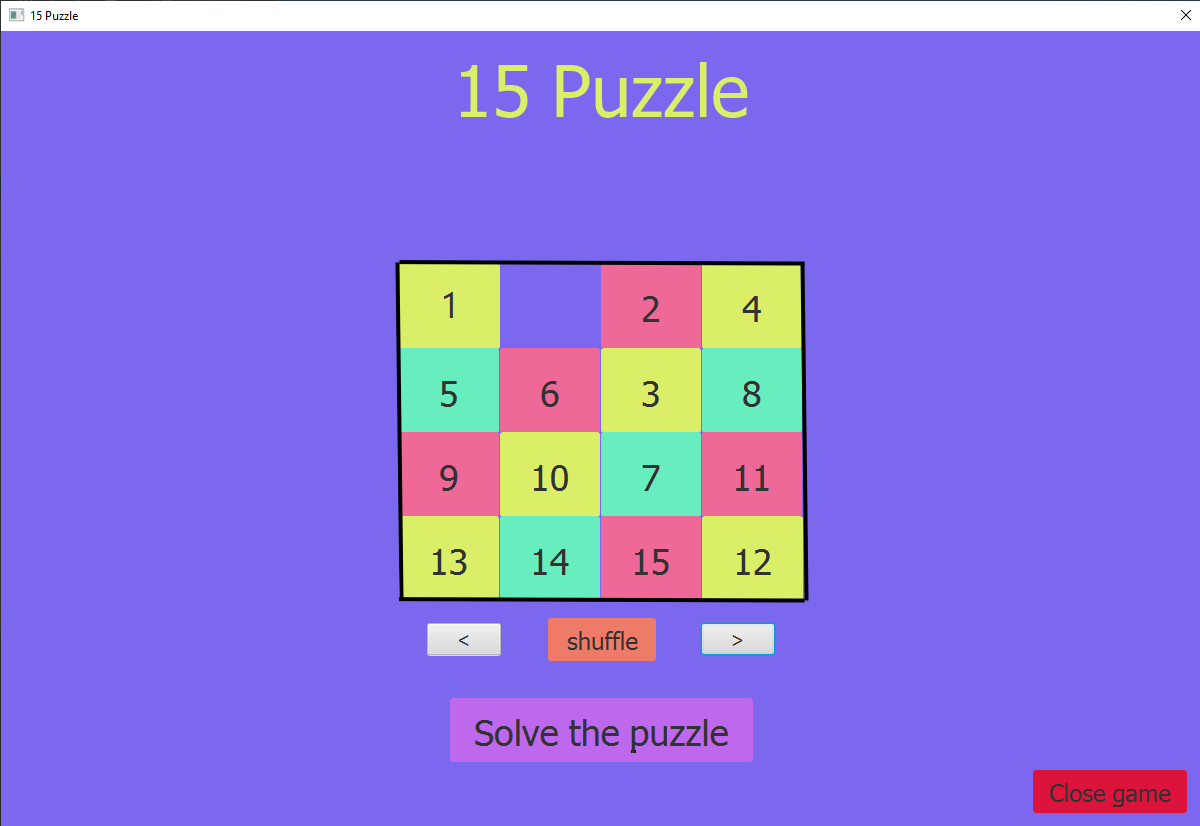 15 Puzzle
15 Puzzle
1 2 4
5 6 3 8
9 10 7 11
13 14 15 12
< shuffle >
Solve the puzzle
Close game